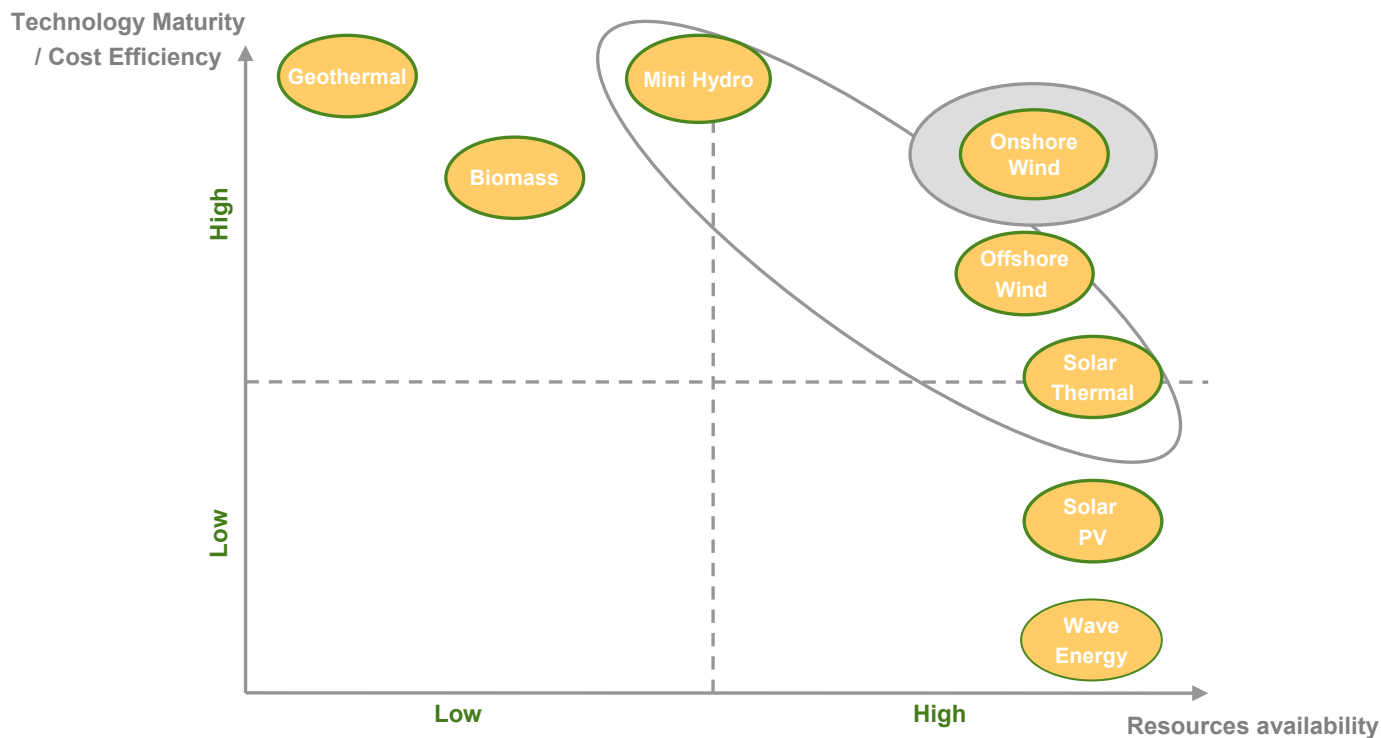 Technology Maturity
/ Cost Efficiency
Geothermal
Mini Hydro
Onshore
Wind
Biomass
High
Offshore
Wind
Solar
Thermal
Low
Solar
PV
Wave
Energy
Low
High
Resources availability